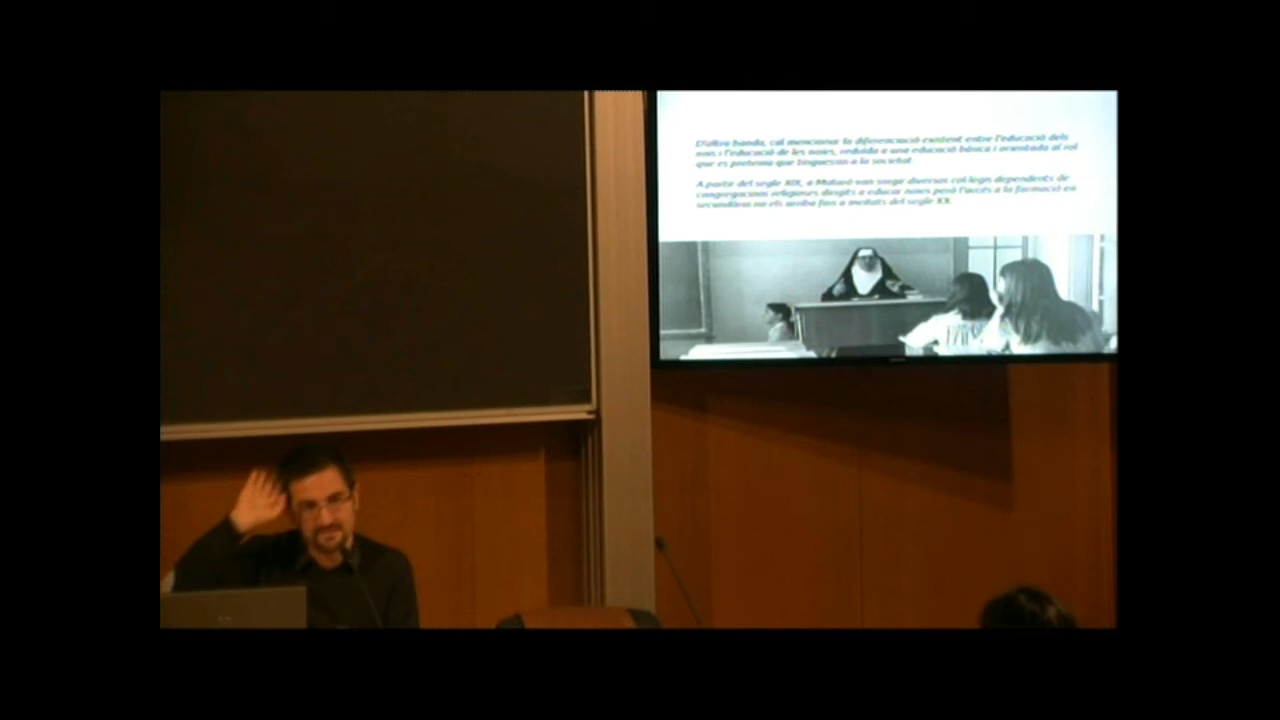 D'altra banda, cal mencionar la diferenciació existent entre l'educació dels
nois i l'educació de les noies, reduïda a una educació bàsica i orientada al rol
que es pretenia que tinguessin a la societat.
A partir del segle XIX, a Mataró van sorgir diversos col·legis dependents de
congregacions religioses dirigits a educar noies però l'accés a la formació en
secundària no els arriba fins a meitats del segle XX.